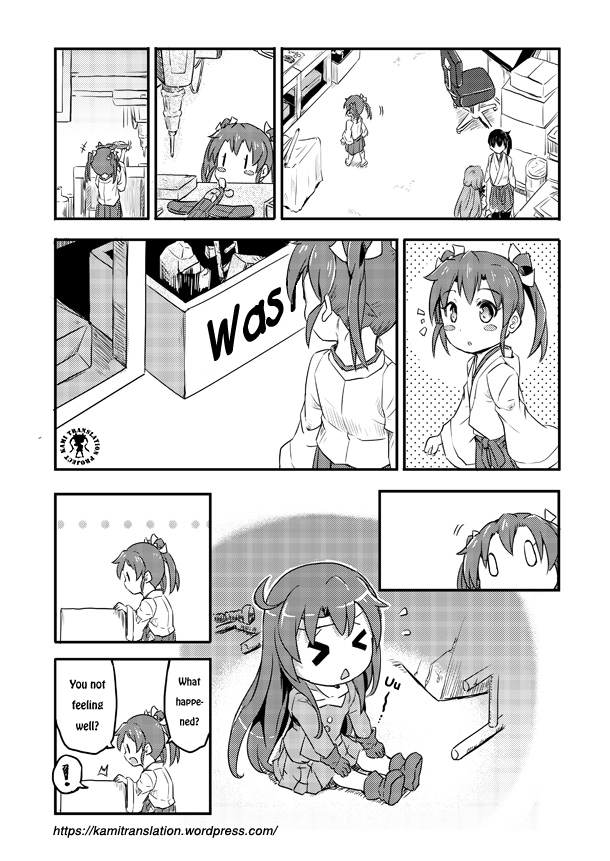 Was
KAMI TRANSLATION PROJECT
Uu
What
happe-
ned?
You not
feeling
well?
!
https://kamitranslation.wordpress.com/